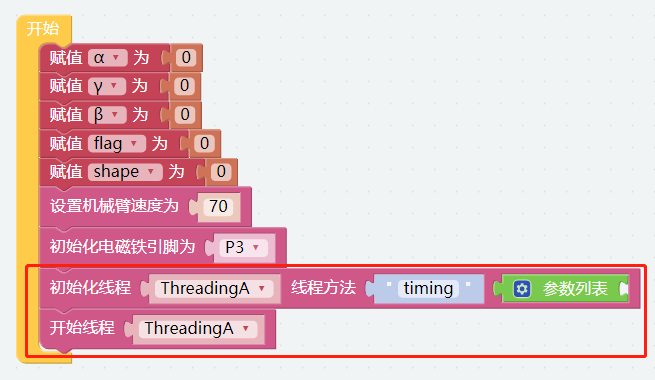 开始
赋值 α 为 0
赋值 γ 为 0
赋值 β 为 0
赋值 flag 为 0
赋值 shape 为 0
设置机械臂速度为 70
初始化电磁铁引脚为 P3
初始化线程 ThreadingA 线程方法 " timing " 参数列表
开始线程 ThreadingA